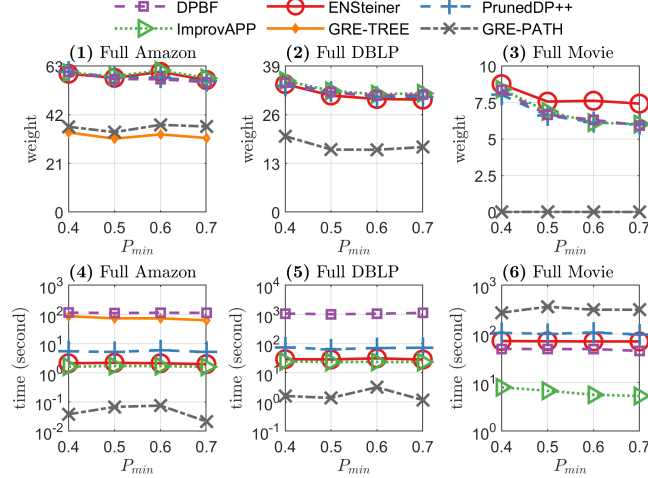 DPBF ENSteiner PrunedDP++
ImprovAPP GRE-TREE GRE-PATH
(1) Full Amazon (2) Full DBLP (3) Full Movie
weight
63
42
21
0
0.4 0.5 0.6 0.7
P_min
weight
39
26
13
0
0.4 0.5 0.6 0.7
P_min
Weight
10
7.5
5
2.5
0
0.4 0.5 0.6 0.7
P_min
(4) Full Amazon (5) Full DBLP (6) Full Movie
time (second)
10^3
10^2
10^1
10^0
10^-1
10^-2
0.4 0.5 0.6 0.7
P_min
time (second)
10^4
10^3
10^2
10^1
10^0
10^-1
0.4 0.5 0.6 0.7
P_min
time (second)
10^3
10^2
10^1
10^0
0.4 0.5 0.6 0.7
P_min